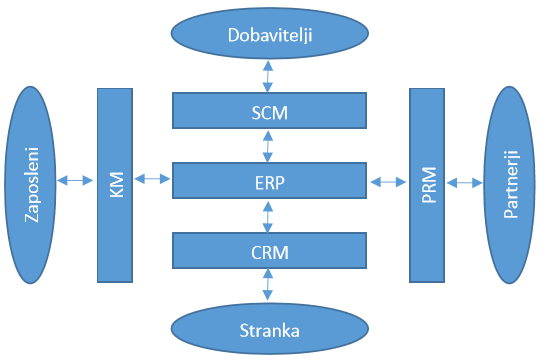 Dobavitelji
SCM
Zaposleni
KM
ERP
PRM
Partnerji
CRM
Stranka